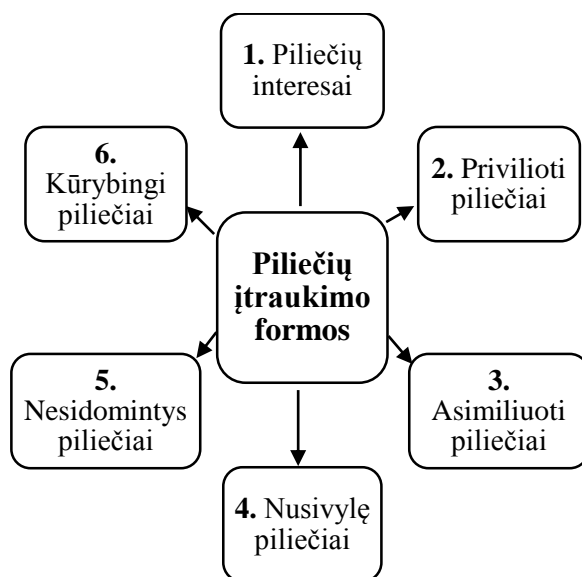 1. Piliečių
interesai
2. Privilioti
piliečiai
3.
Asimiliuoti
piliečiai
4. Nusivylę
piliečiai
5.
Nesidomintys
piliečiai
6.
Kūrybingi
piliečiai
Piliečių
įtraukimo
formos